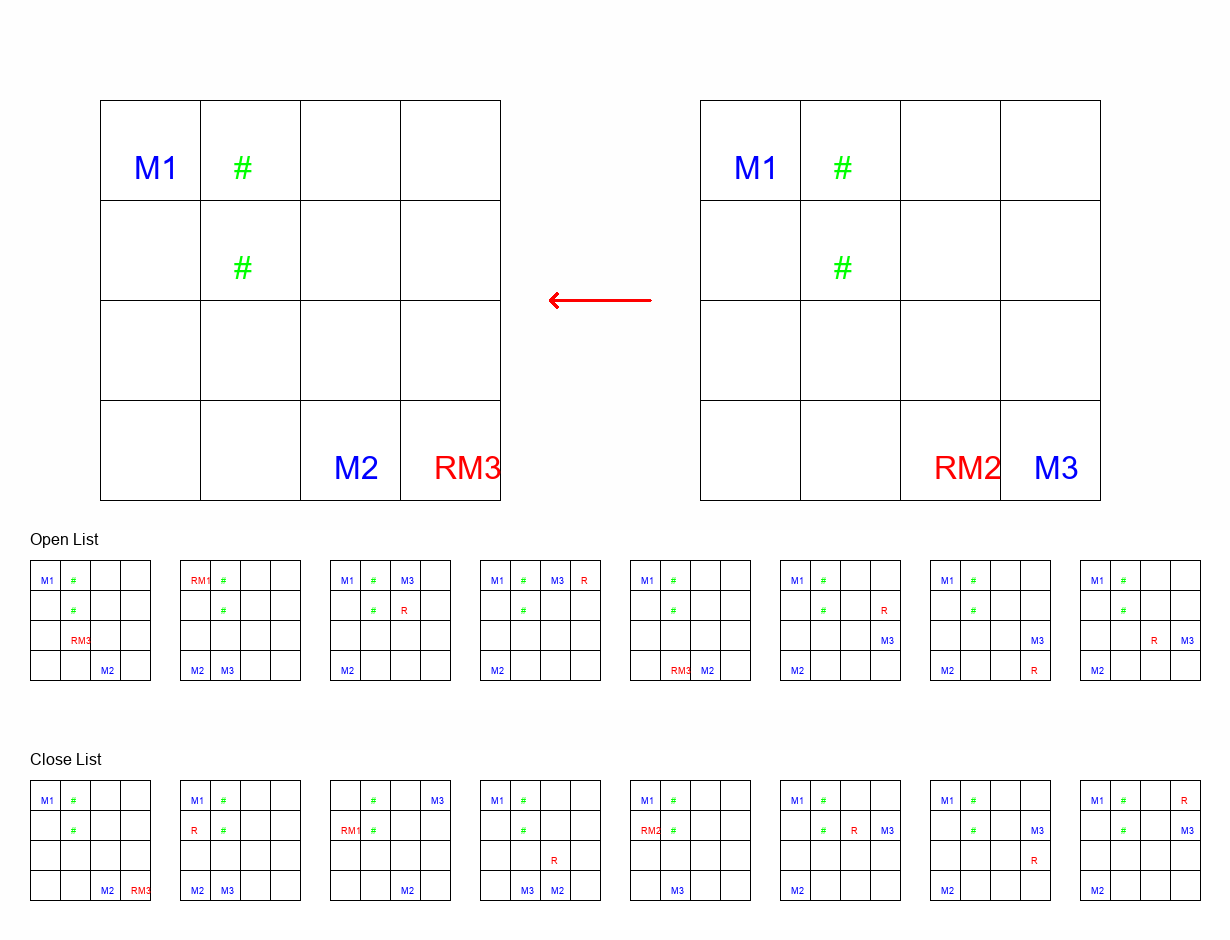 M1 # M1 #
# #
M2 RM3 RM2 M3
Open List
M1 # RM1 # M1 # M3 M1 # M3 R M1 # M1 # M1 # M1 #
# # # R # # # R # #
RM3 M3 M3 R M3
M2 M2 M3 M2 M2 RM3 M2 M2 M2 R M2
Close List
M1 # M1 # # M3 M1 # M1 # M1 # M1 # M1 # R
# R # RM1 # # RM2 # # R M3 # M3 # M3
R R
M2 RM3 M2 M3 M2 M3 M2 M3 M2 M2 M2